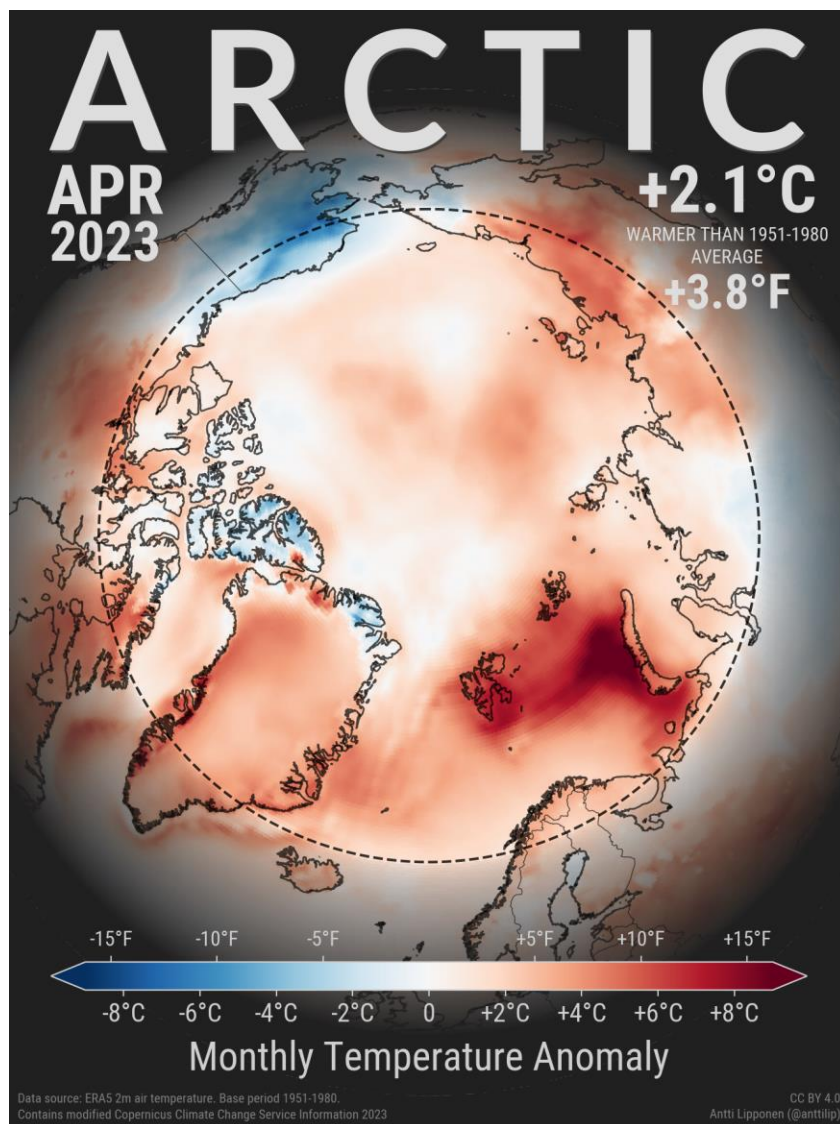 ARCTIC
APR
2023
+2.1°C
WARMER THAN 1951-1980
AVERAGE
+3.8°F
-15°F -10°F -5°F +5°F +10°F +15°F
-8°C -6°C -4°C -2°C 0 +2°C +4°C +6°C +8°C
Monthly Temperature Anomaly
Data source: ERA5 2m air temperature. Base period 1951-1980.
Contains modified Copernicus Climate Change Service Information 2023
CC BY 4.0
Antti Lipponen (@anttilip)